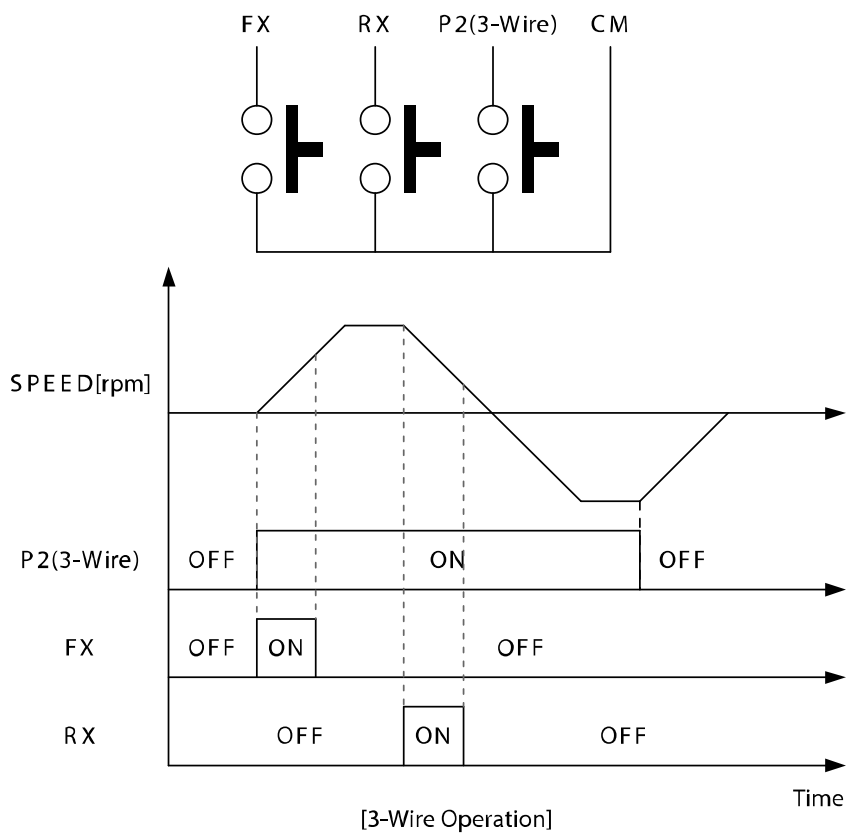 FX RX P2(3-Wire) CM
SPEED[rpm]
P2(3-Wire) OFF ON OFF
FX OFF ON OFF
RX OFF ON OFF
Time
[3-Wire Operation]